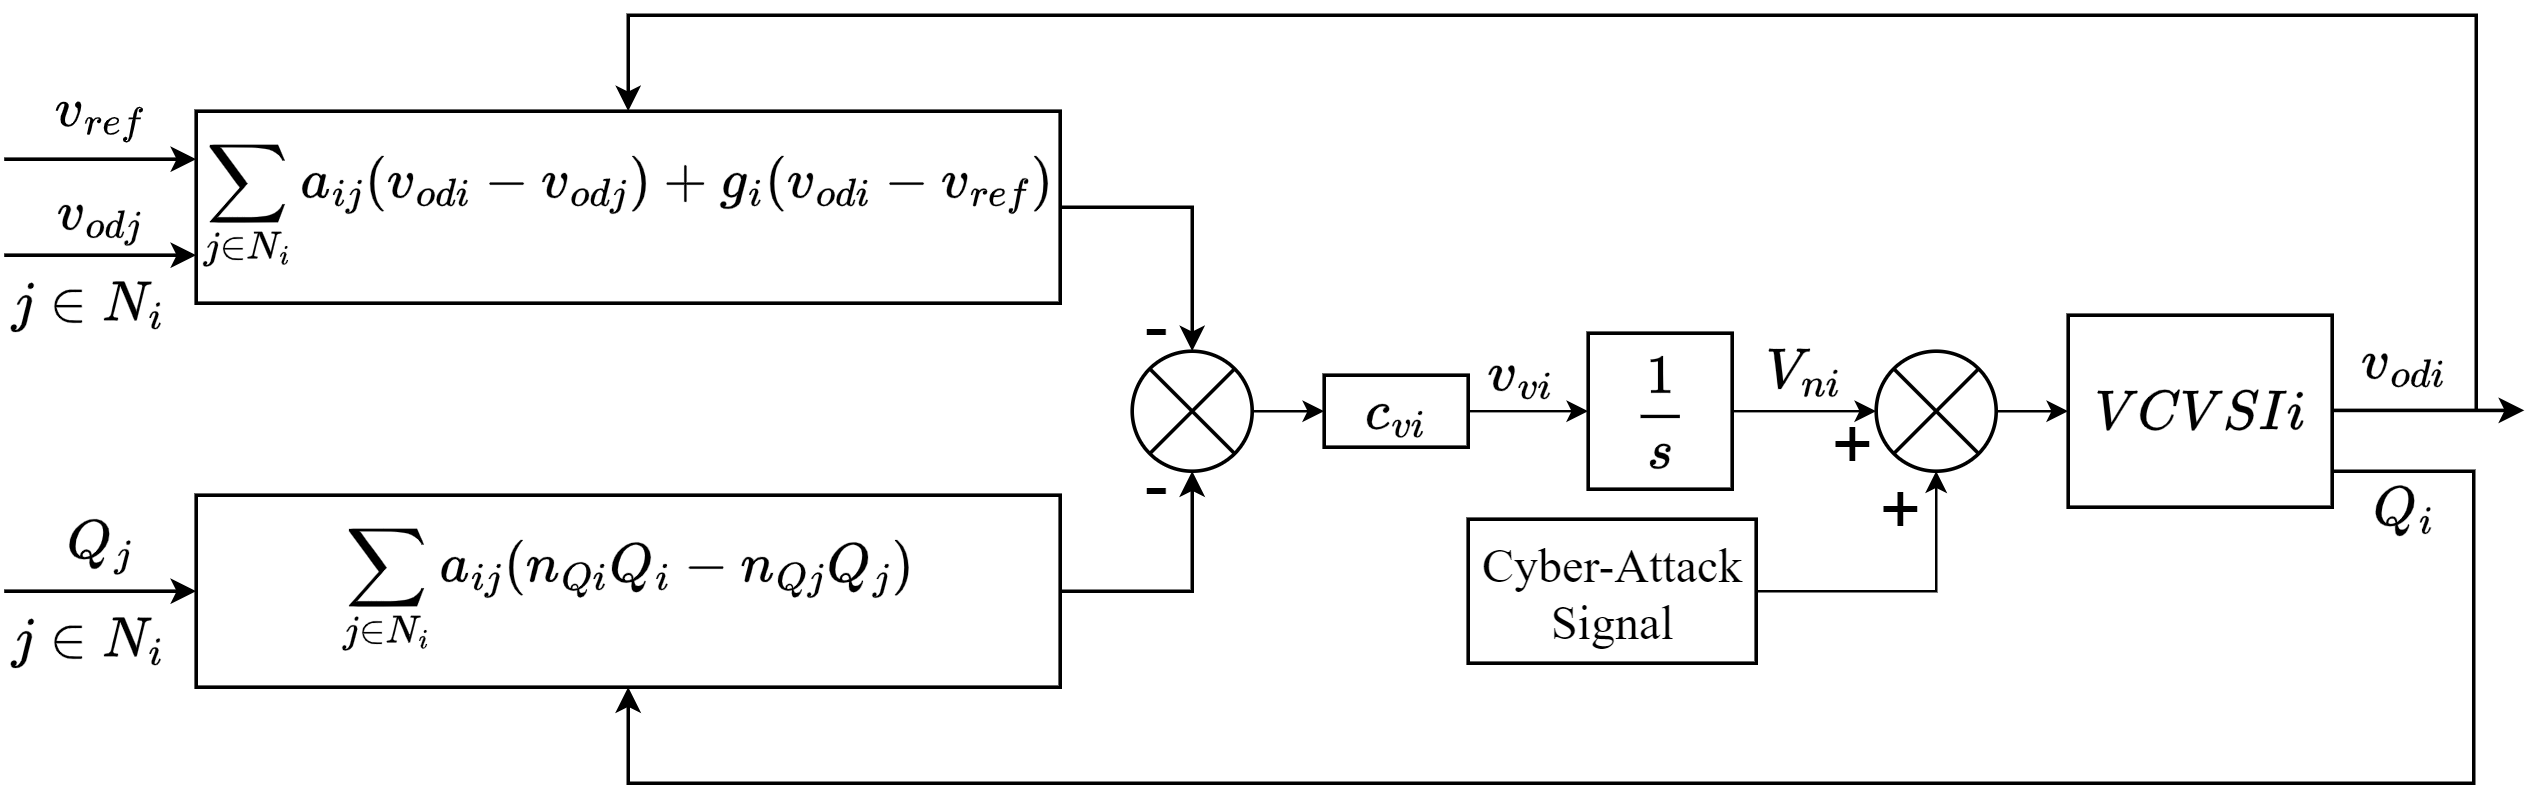 v_{ref}
\sum_{j \in N_i} a_{ij}(v_{odi} - v_{odj}) + g_i(v_{odi} - v_{ref})
v_{odj}
j \in N_i
-
-
c_{vi}
v_{vi}
\frac{1}{s}
V_{ni}
+
+
VCVSIi
v_{odi}
Q_i
Q_j
j \in N_i
\sum_{j \in N_i} a_{ij}(n_{Qi}Q_i - n_{Qj}Q_j)
Cyber-Attack
Signal